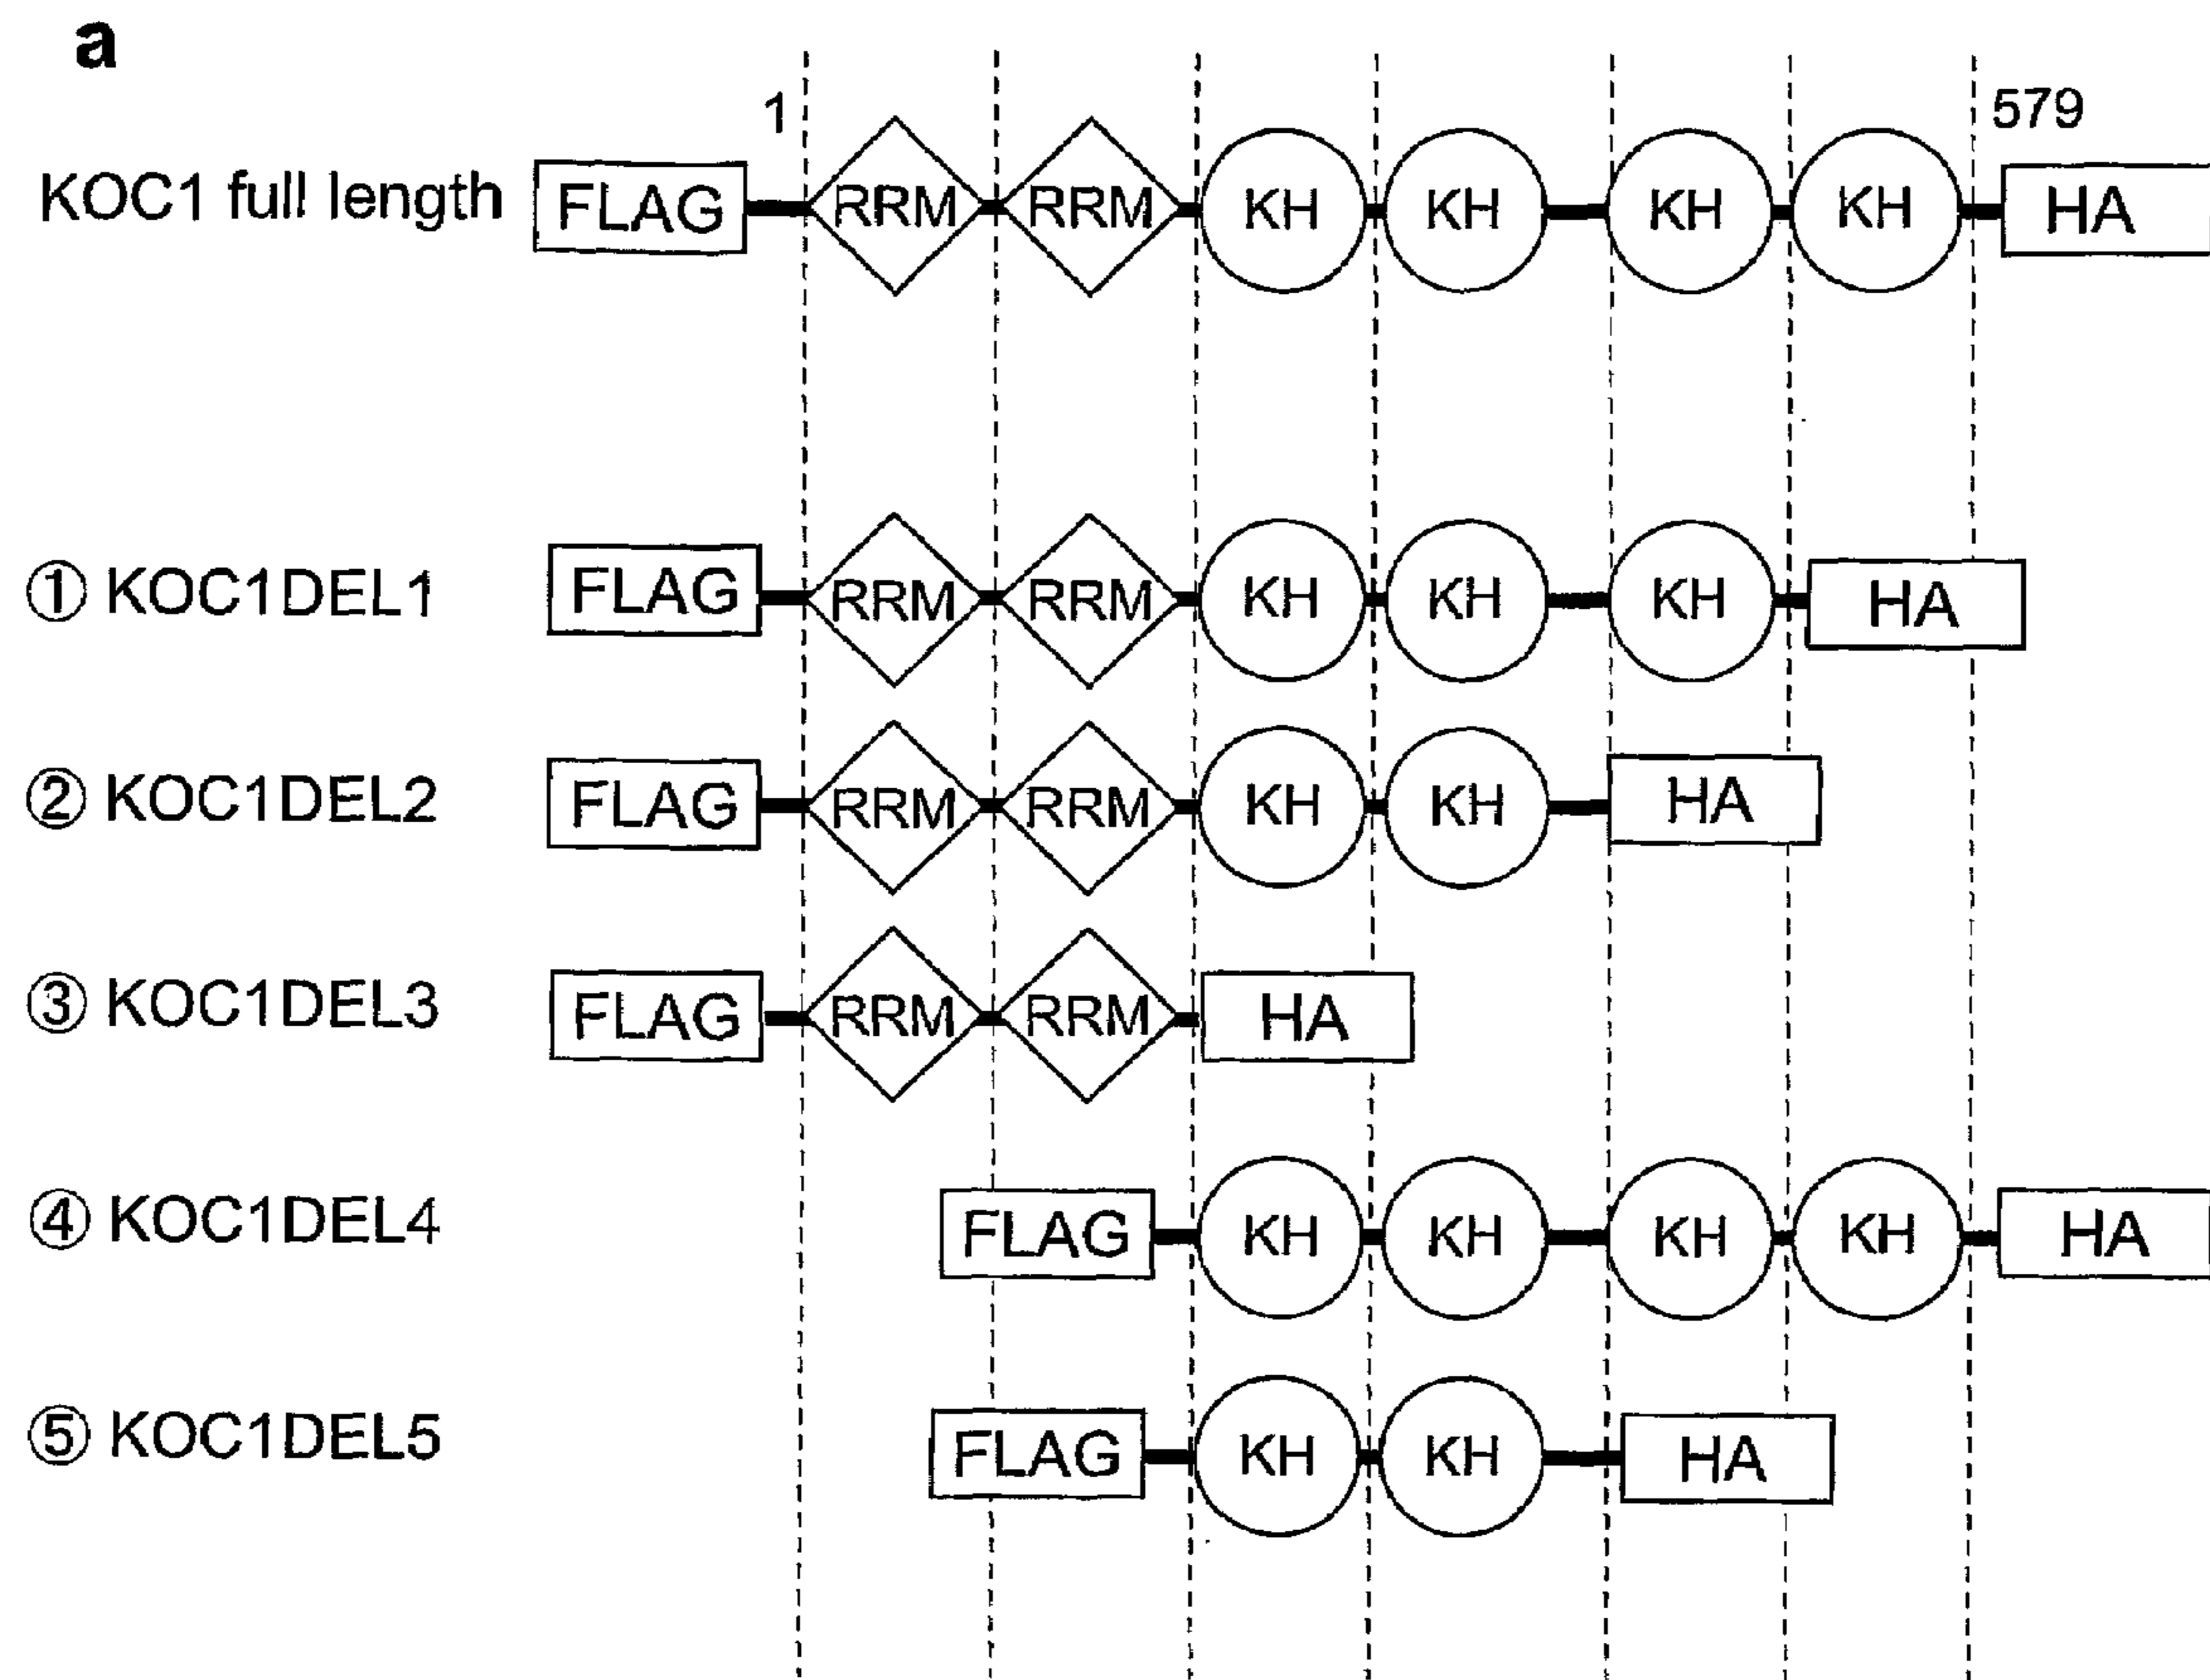 a
1 579
KOC1 full length FLAG RRM RRM KH KH KH KH HA
① KOC1DEL1 FLAG RRM RRM KH KH KH HA
② KOC1DEL2 FLAG RRM RRM KH KH HA
③ KOC1DEL3 FLAG RRM RRM HA
④ KOC1DEL4 FLAG KH KH KH KH HA
⑤ KOC1DEL5 FLAG KH KH HA